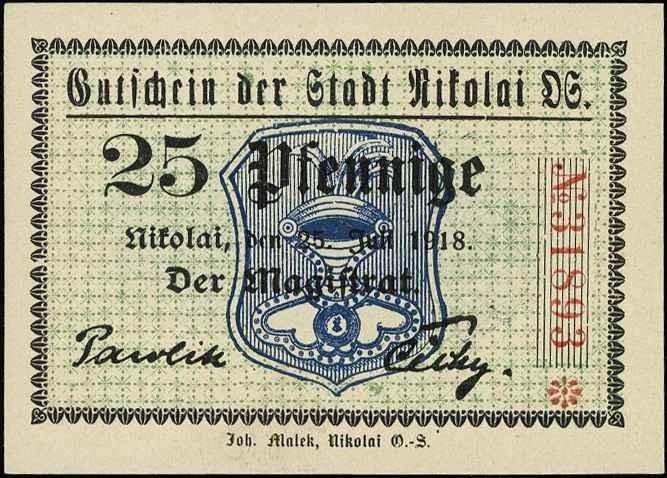 Gutschein der Stadt Nikolai OS.
25 Pfennige
Nikolai, den 25. Juli 1918.
Der Magistrat.
Pawlik
№31893
Joh. Malek, Nikolai O.-S.